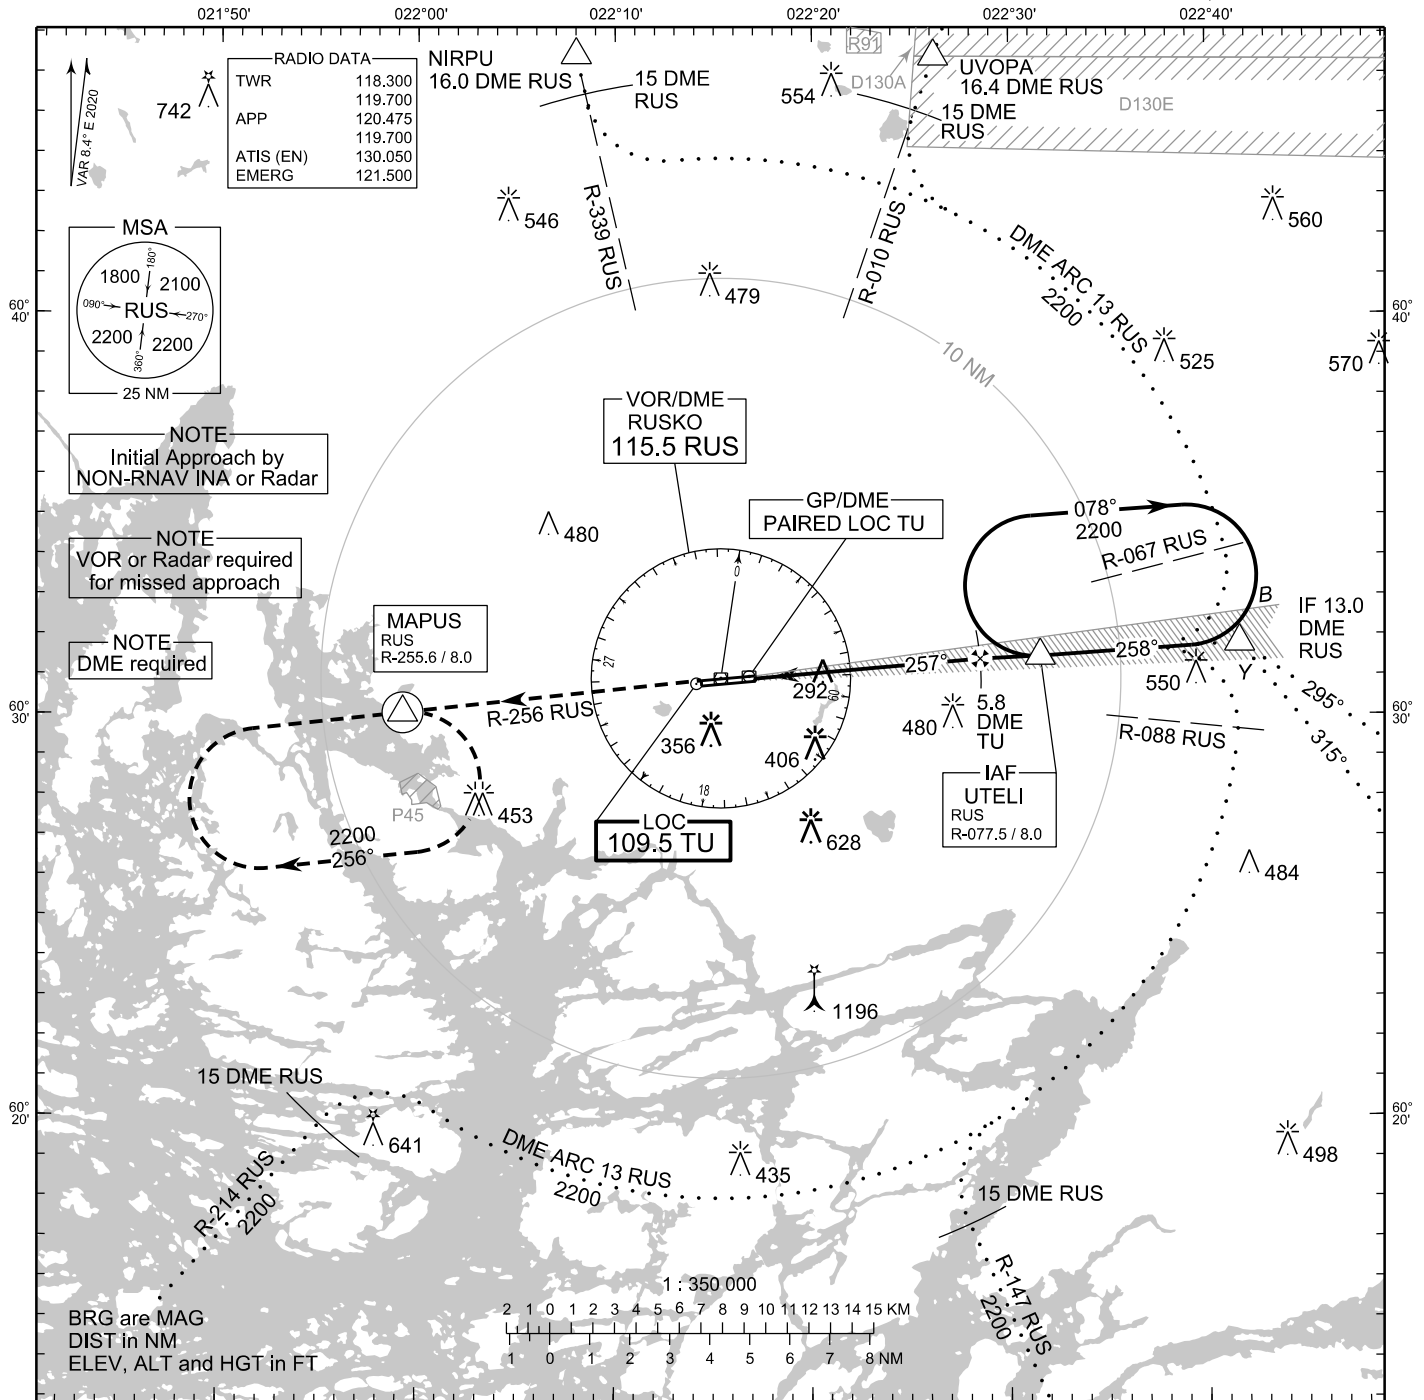 021°50'
022°00'
022°10'
022°20'
022°30'
022°40'
VAR 8.4° E 2020
742
RADIO DATA
TWR 118.300
119.700
APP 120.475
119.700
ATIS (EN) 130.050
EMERG 121.500
NIRPU
16.0 DME RUS
15 DME
RUS
554
R91
D130A
UVOPA
16.4 DME RUS
15 DME
RUS
D130E
546
R-339 RUS
R-010 RUS
560
MSA
180°
1800
2100
090°
RUS
270°
2200
2200
360°
25 NM
479
DME ARC 13 RUS
2200
60°
40'
60°
40'
525
570
10 NM
VOR/DME
RUSKO
115.5 RUS
NOTE
Initial Approach by
NON-RNAV INA or Radar
GP/DME
PAIRED LOC TU
480
078°
2200
R-067 RUS
NOTE
VOR or Radar required
for missed approach
0
B
IF 13.0
DME
RUS
MAPUS
RUS
R-255.6 / 8.0
NOTE
DME required
27
257°
258°
292
09
550
Y
295°
315°
60°
30'
60°
30'
R-256 RUS
356
406
480
5.8
DME
TU
R-088 RUS
18
IAF
UTELI
RUS
R-077.5 / 8.0
P45
453
2200
256°
LOC
109.5 TU
628
484
1196
15 DME RUS
60°
20'
60°
20'
641
DME ARC 13 RUS
2200
435
498
R-214 RUS
2200
15 DME RUS
R-147 RUS
2200
1 : 350 000
2 1 0 1 2 3 4 5 6 7 8 9 10 11 12 13 14 15 KM
1 0 1 2 3 4 5 6 7 8 NM
BRG are MAG
DIST in NM
ELEV, ALT and HGT in FT